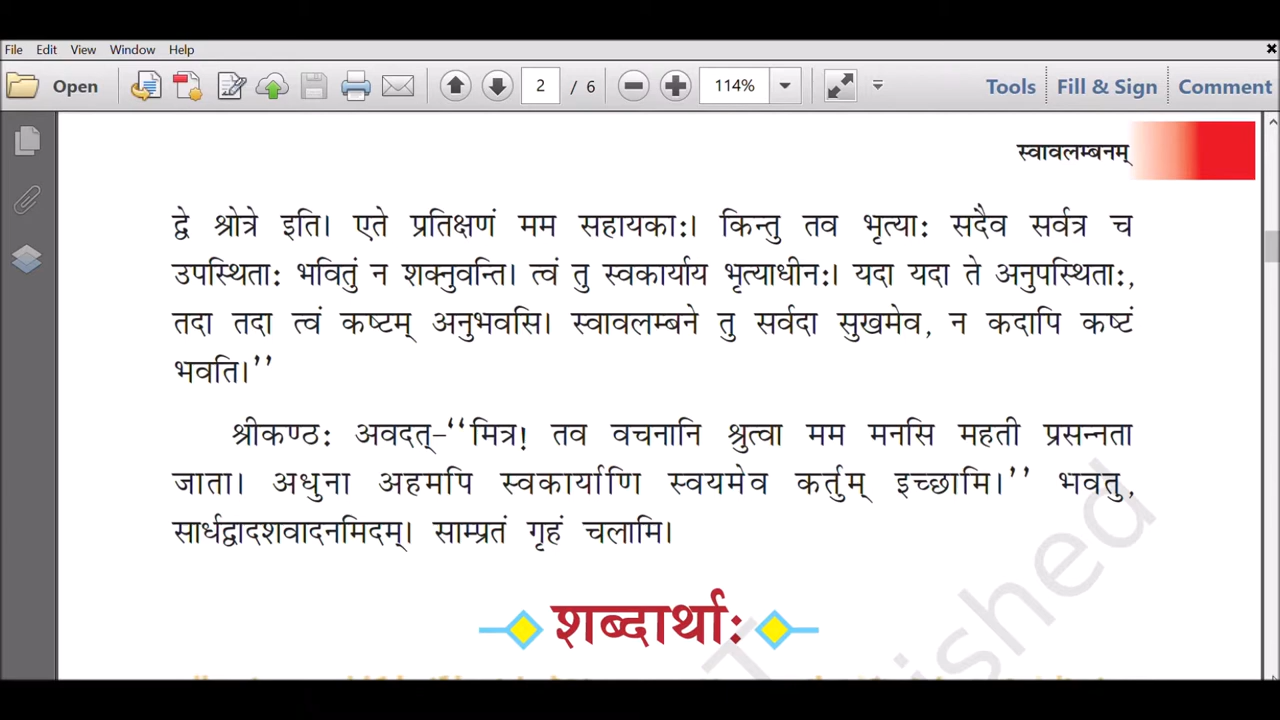 File Edit View Window Help
Open 2 / 6 114% Tools Fill & Sign Comment
स्वावलम्बनम्
द्वे श्रोत्रे इति। एते प्रतिक्षणं मम सहायकाः। किन्तु तव भृत्याः सदैव सर्वत्र च
उपस्थिताः भवितुं न शक्नुवन्ति। त्वं तु स्वकार्याय भृत्याधीनः। यदा यदा ते अनुपस्थिताः,
तदा तदा त्वं कष्टम् अनुभवसि। स्वावलम्बने तु सर्वदा सुखमेव, न कदापि कष्टं
भवति।’’
श्रीकण्ठः अवदत्-‘‘मित्र! तव वचनानि श्रुत्वा मम मनसि महती प्रसन्नता
जाता। अधुना अहमपि स्वकार्याणि स्वयमेव कर्तुम् इच्छामि।’’ भवतु,
सार्धद्वादशवादनमिदम्। साम्प्रतं गृहं चलामि।
शब्दार्थाः